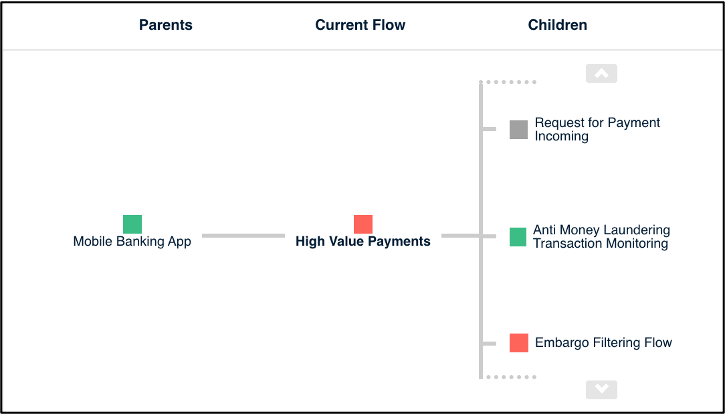 Parents
Current Flow
Children
Request for Payment
Incoming
Mobile Banking App
High Value Payments
Anti Money Laundering
Transaction Monitoring
Embargo Filtering Flow